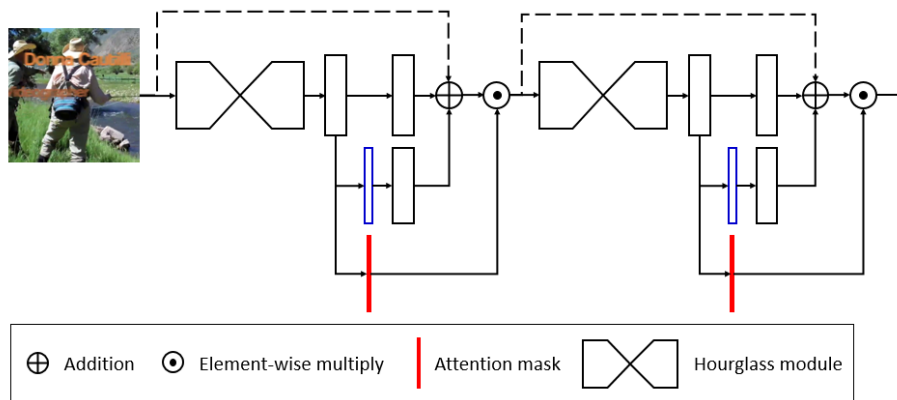 Addition
Element-wise multiply
Attention mask
Hourglass module